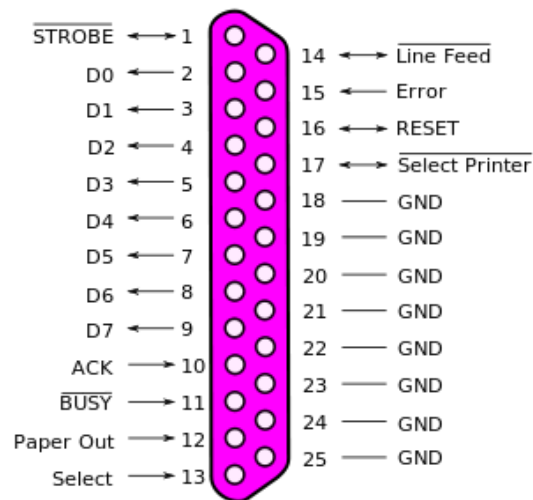 STROBE 1
D0 2
D1 3
D2 4
D3 5
D4 6
D5 7
D6 8
D7 9
ACK 10
BUSY 11
Paper Out 12
Select 13
14 Line Feed
15 Error
16 RESET
17 Select Printer
18 GND
19 GND
20 GND
21 GND
22 GND
23 GND
24 GND
25 GND